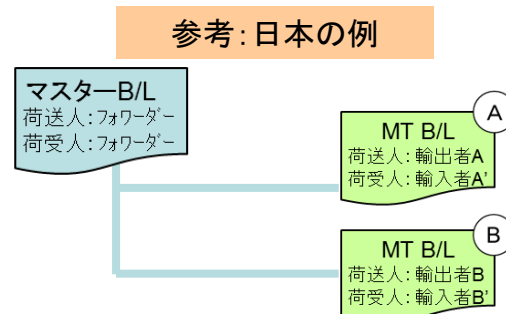 参考：日本の例
マスターB/L
荷送人：ﾌｫﾜｰﾀﾞｰ
荷受人：ﾌｫﾜｰﾀﾞｰ
A
MT B/L
荷送人：輸出者A
荷受人：輸入者A'
B
MT B/L
荷送人：輸出者B
荷受人：輸入者B'